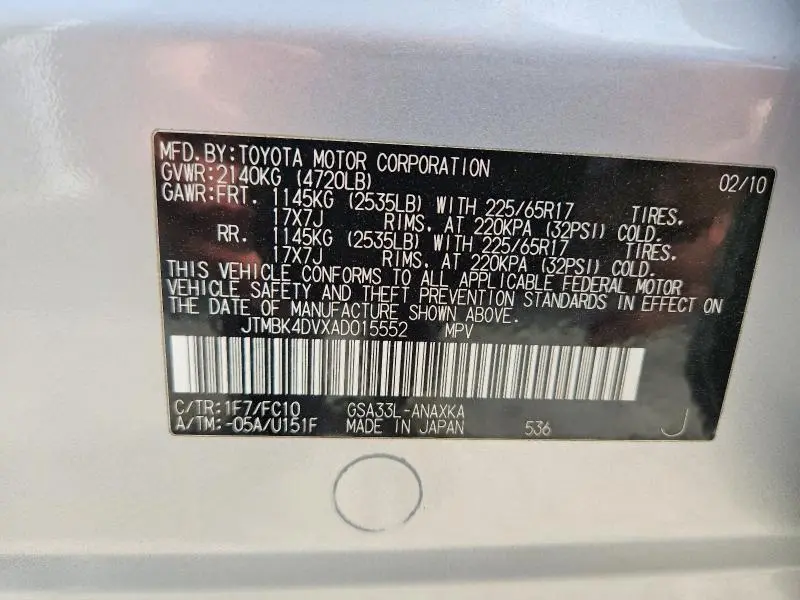 MFD.BY:TOYOTA MOTOR CORPORATION 02/10
GVWR:2140KG (4720LB)
GAWR:FRT. 1145KG (2535LB) WITH 225/65R17 TIRES,
17X7J RIMS, AT 220KPA (32PSI) COLD.
RR. 1145KG (2535LB) WITH 225/65R17 TIRES,
17X7J RIMS, AT 220KPA (32PSI) COLD.
THIS VEHICLE CONFORMS TO ALL APPLICABLE FEDERAL MOTOR
VEHICLE SAFETY AND THEFT PREVENTION STANDARDS IN EFFECT ON
THE DATE OF MANUFACTURE SHOWN ABOVE.
JTMBK4DVXAD015552 MPV
C/TR:1F7/FC10 GSA33L-ANAXKA
A/TM:-05A/U151F MADE IN JAPAN 536 J